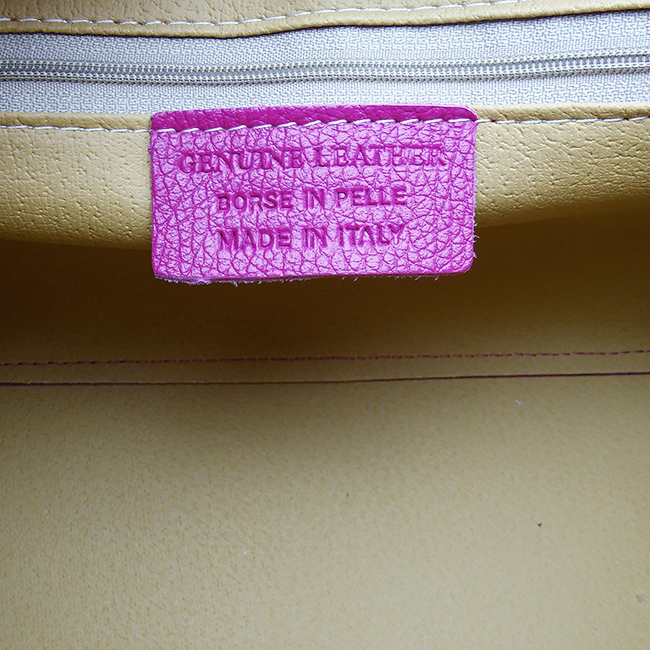 GENUINE LEATHER
BORSE IN PELLE
MADE IN ITALY